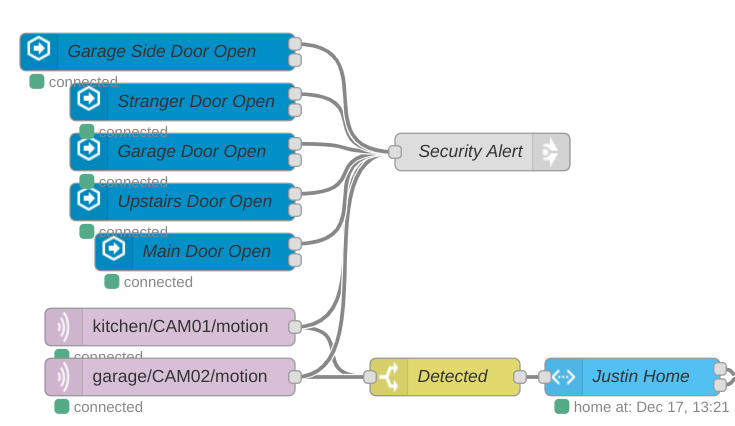 Garage Side Door Open
connected
Stranger Door Open
connected
Garage Door Open
Security Alert
connected
Upstairs Door Open
connected
Main Door Open
connected
kitchen/CAM01/motion
connected
garage/CAM02/motion
Detected
Justin Home
connected
home at: Dec 17, 13:21